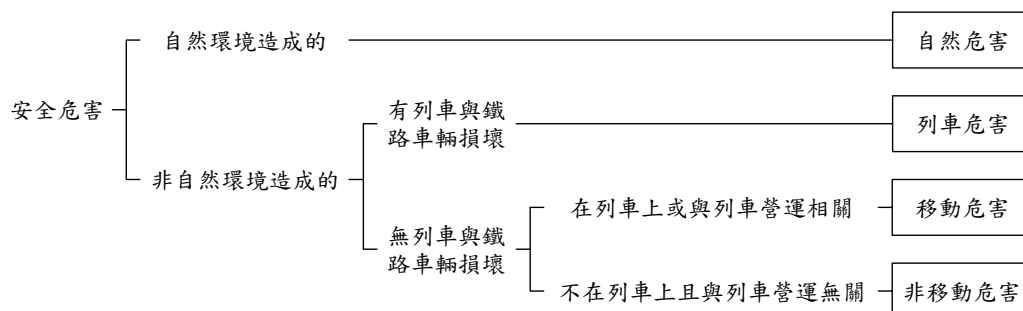 自然環境造成的
自然危害
安全危害
有列車與鐵
路車輛損壞
列車危害
非自然環境造成的
在列車上或與列車營運相關
移動危害
無列車與鐵
路車輛損壞
不在列車上且與列車營運無關
非移動危害